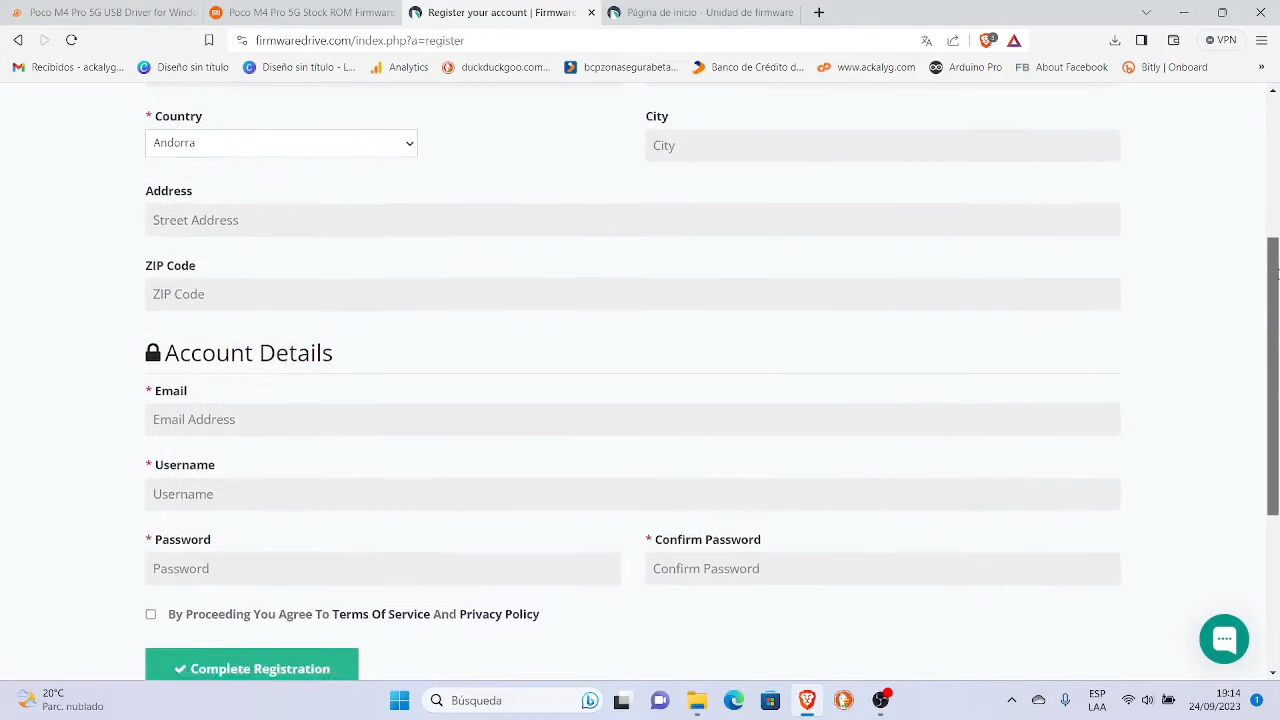 Poco M4 Pro 5G USB Driver for Windo
Poco M4 Pro 5G Stock ROM Firmware
Register your account | Firmware
Página de inicio - Unidad de firmware
firmwaredrive.com/index.php?a=register
3
VPN
Recibidos - ackalyg...
Diseño sin título
Diseño sin título - L...
Analytics
duckduckgoo.com...
bcpzonasegurabeta...
Banco de Crédito d...
www.ackalyg.com
Arduino Pro
FB About Facebook
Bitly | Onboard
»
* Country
City
Andorra
City
Address
Street Address
ZIP Code
ZIP Code
Account Details
* Email
Email Address
* Username
Username
* Password
* Confirm Password
Password
Confirm Password
By Proceeding You Agree To Terms Of Service And Privacy Policy
Complete Registration
20°C
Parc. nublado
Búsqueda
ESP
LAA
19:14
24/09/2023
1